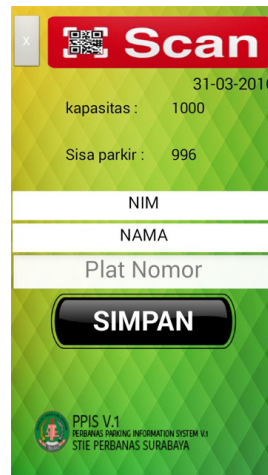 X
Scan
31-03-2016
kapasitas : 1000
Sisa parkir : 996
NIM
NAMA
Plat Nomor
SIMPAN
PPIS V.1
PERBANAS PARKING INFORMATION SYSTEM V.1
STIE PERBANAS SURABAYA